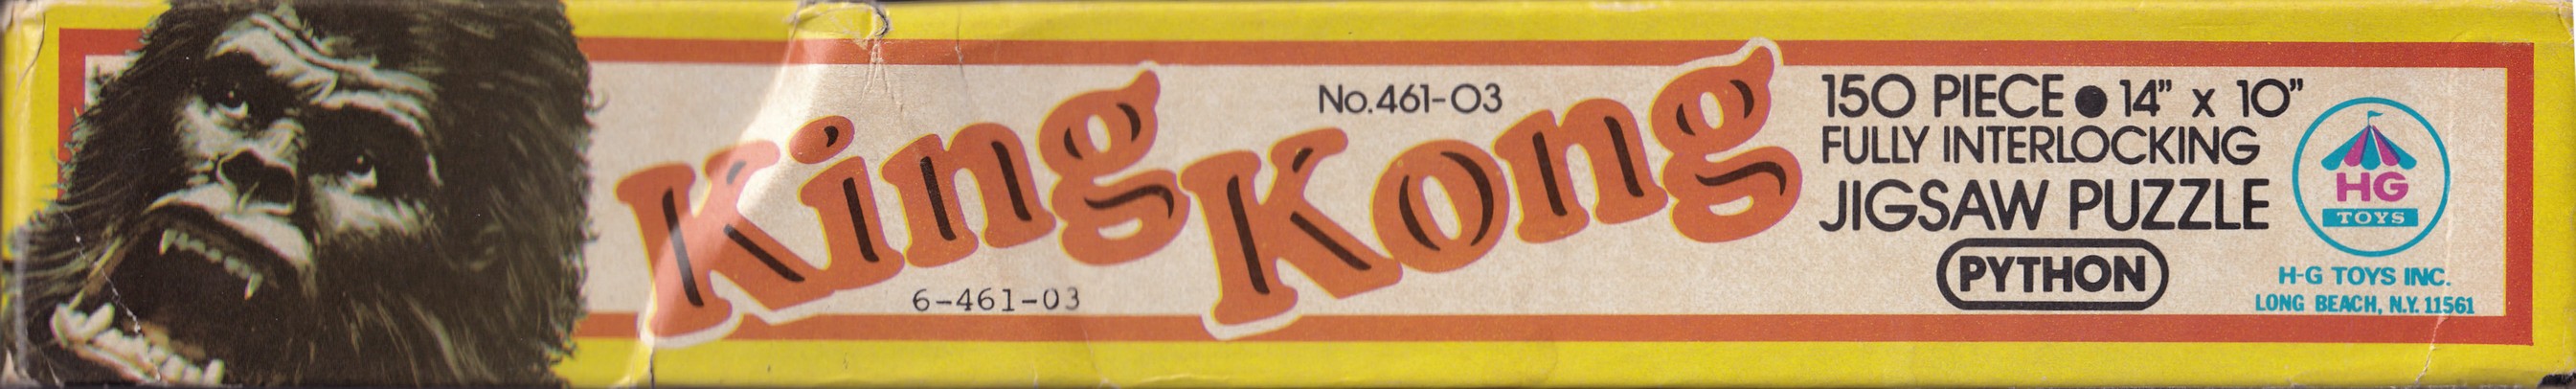 King Kong
No.461-03
6-461-03
150 PIECE ● 14” x 10”
FULLY INTERLOCKING
JIGSAW PUZZLE
PYTHON
HG
TOYS
H-G TOYS INC.
LONG BEACH, N.Y. 11561